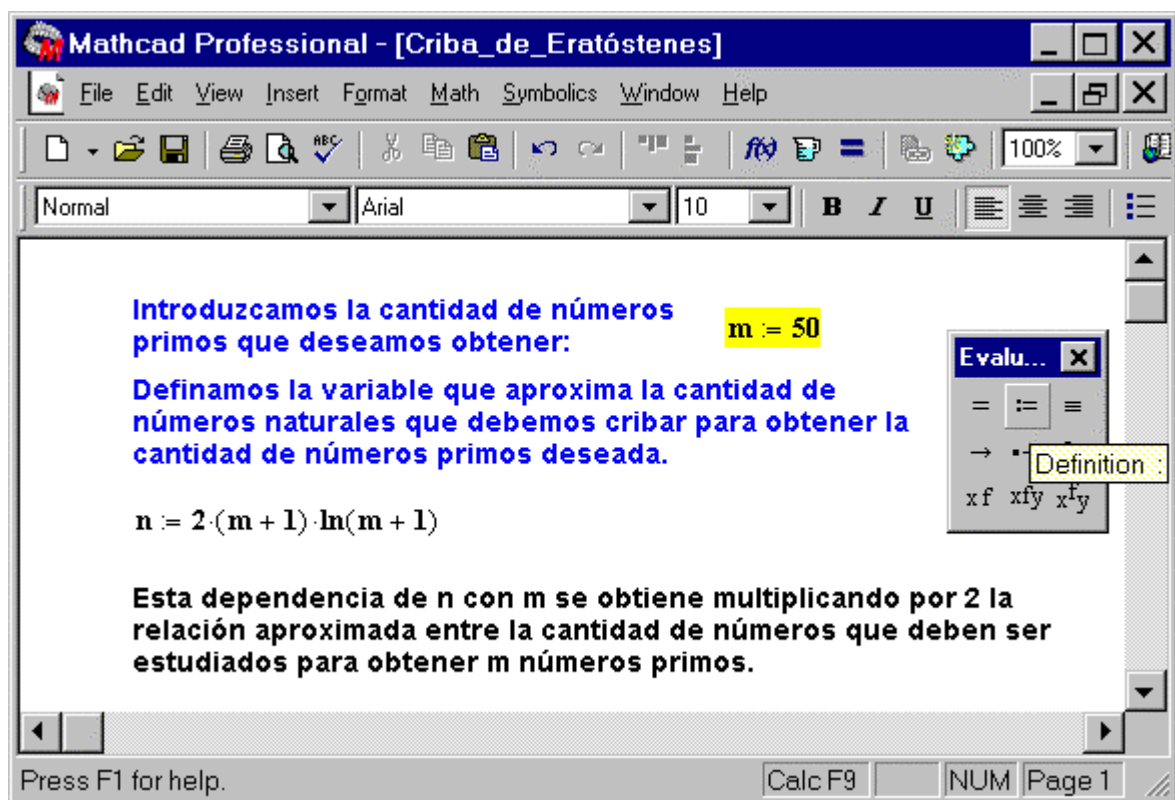 Mathcad Professional - [Criba_de_Eratóstenes]
File Edit View Insert Format Math Symbolics Window Help
ABC f(x) = 100%
Normal Arial 10 B I U
Introduzcamos la cantidad de números
primos que deseamos obtener:
m := 50
Definamos la variable que aproxima la cantidad de
números naturales que debemos cribar para obtener la
cantidad de números primos deseada.
n := 2·(m + 1)·ln(m + 1)
Esta dependencia de n con m se obtiene multiplicando por 2 la
relación aproximada entre la cantidad de números que deben ser
estudiados para obtener m números primos.
Evalu...
= := ≡
→
Definition :
xf xfy xfy
Press F1 for help. Calc F9 NUM Page 1